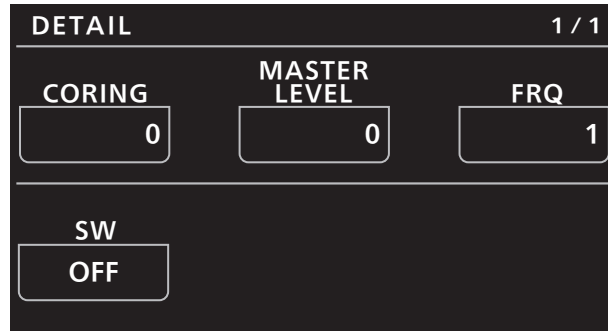 DETAIL 1 / 1
CORING MASTER LEVEL FRQ
0 0 1
SW
OFF